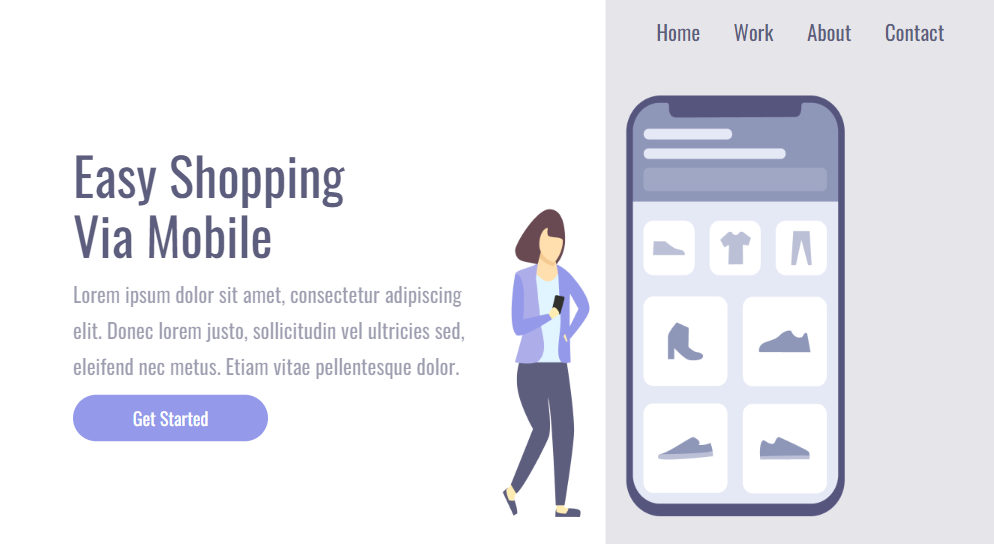 Home Work About Contact
Easy Shopping
Via Mobile
Lorem ipsum dolor sit amet, consectetur adipiscing
elit. Donec lorem justo, sollicitudin vel ultricies sed,
eleifend nec metus. Etiam vitae pellentesque dolor.
Get Started